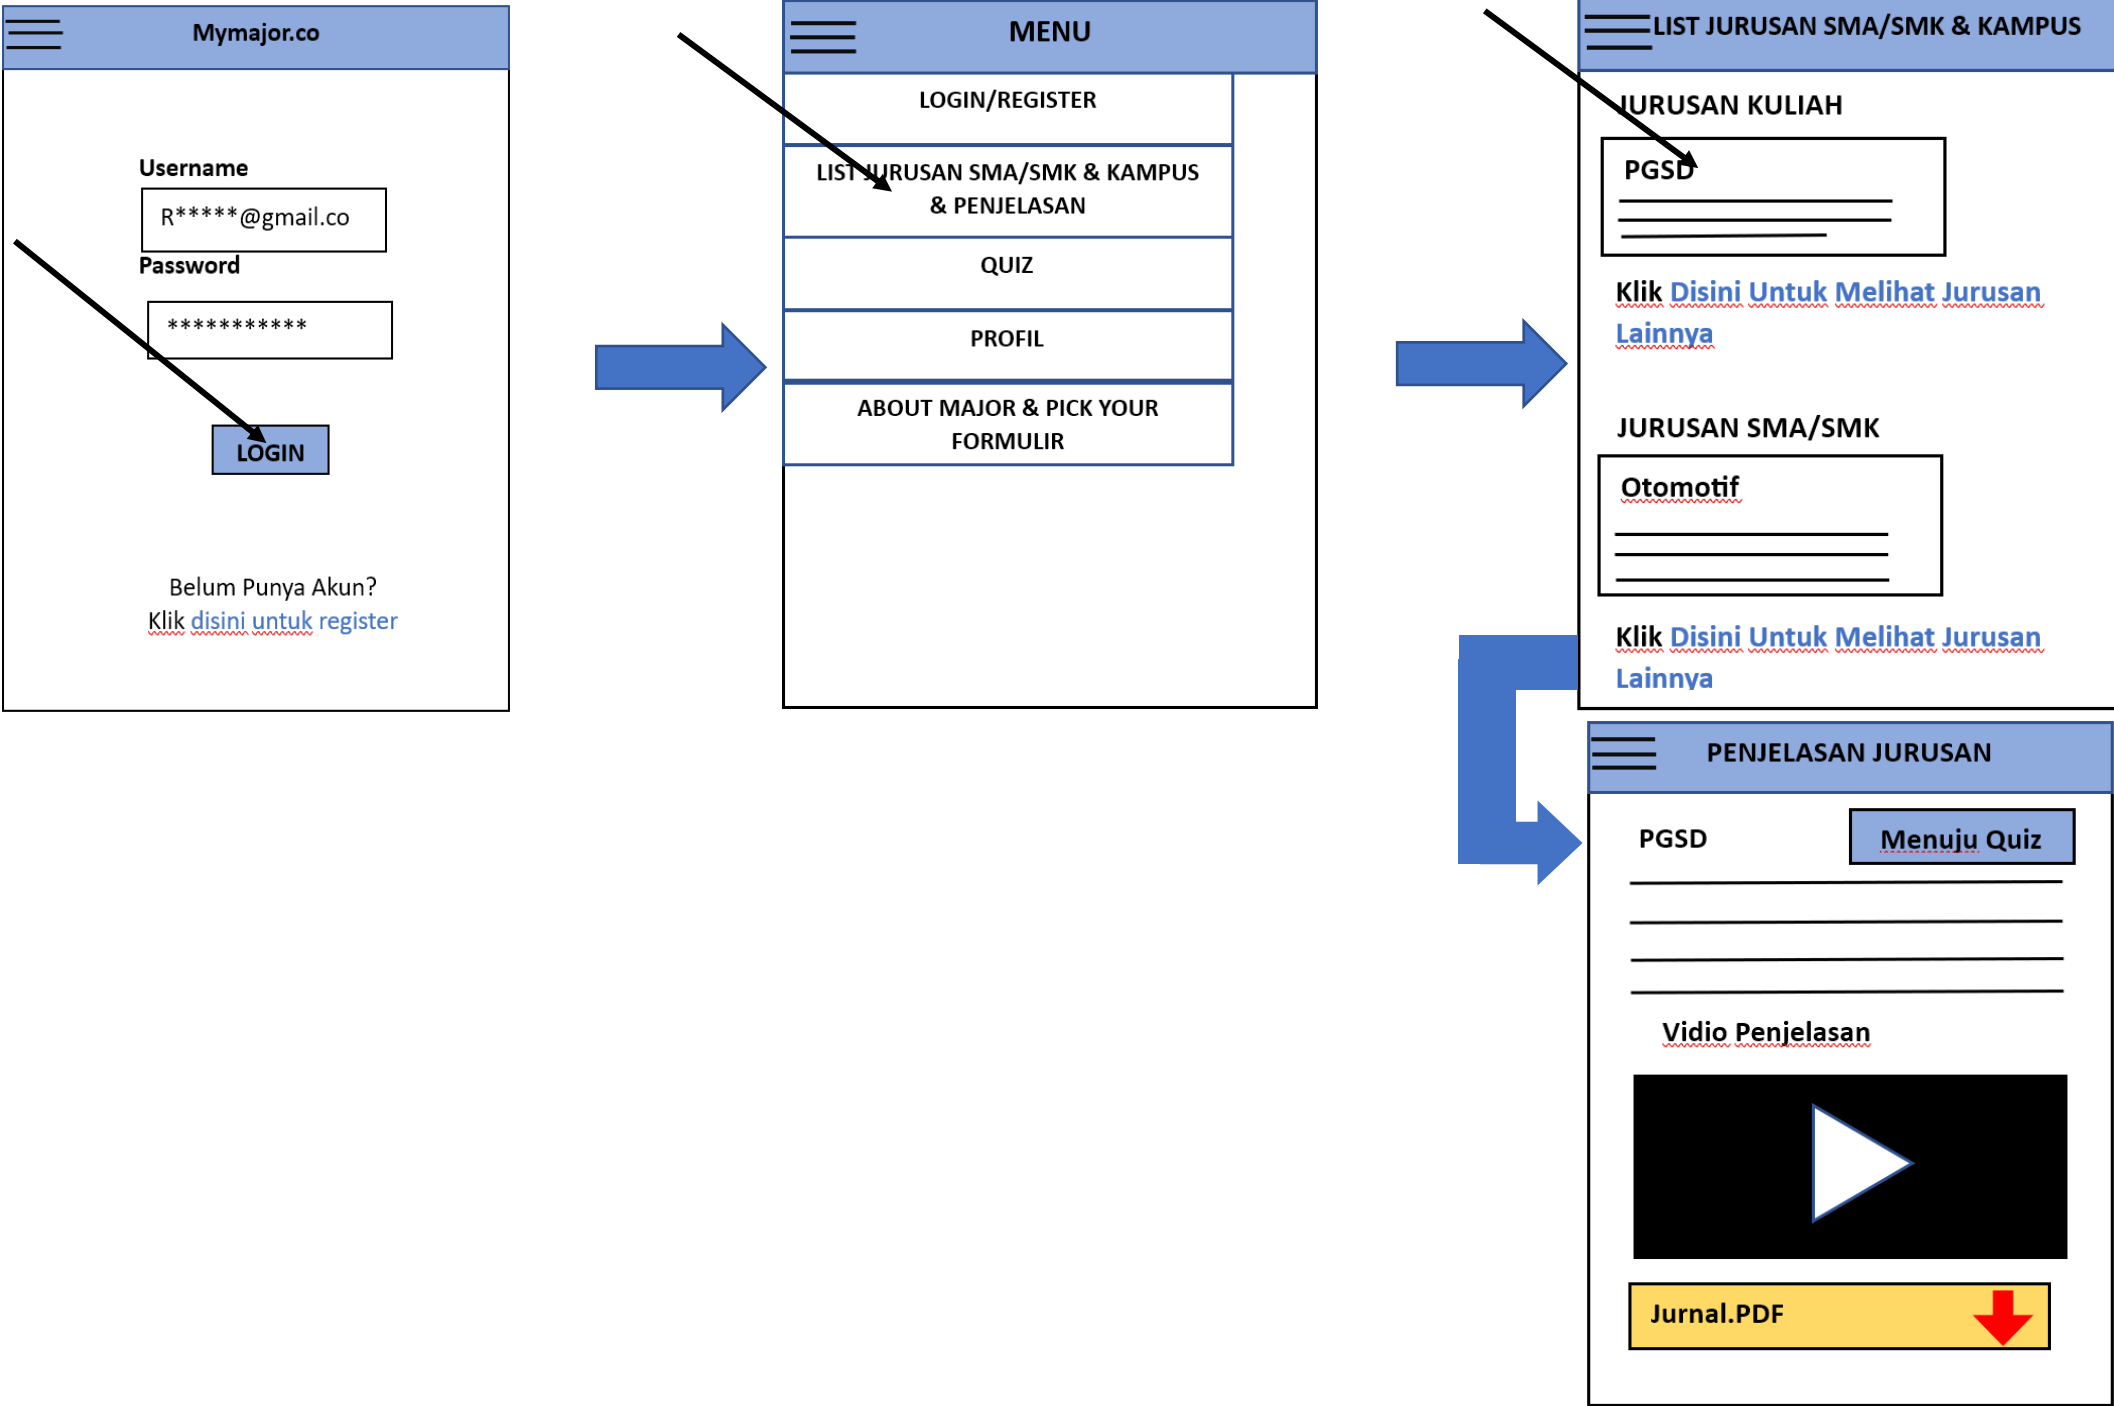 Mymajor.co
Username
R*****@gmail.co
Password
***********
LOGIN
Belum Punya Akun?
Klik disini untuk register
MENU
LOGIN/REGISTER
LIST JURUSAN SMA/SMK & KAMPUS
& PENJELASAN
QUIZ
PROFIL
ABOUT MAJOR & PICK YOUR
FORMULIR
LIST JURUSAN SMA/SMK & KAMPUS
JURUSAN KULIAH
PGSD
Klik Disini Untuk Melihat Jurusan
Lainnya
JURUSAN SMA/SMK
Otomotif
Klik Disini Untuk Melihat Jurusan
Lainnya
PENJELASAN JURUSAN
PGSD
Menuju Quiz
Vidio Penjelasan
Jurnal.PDF